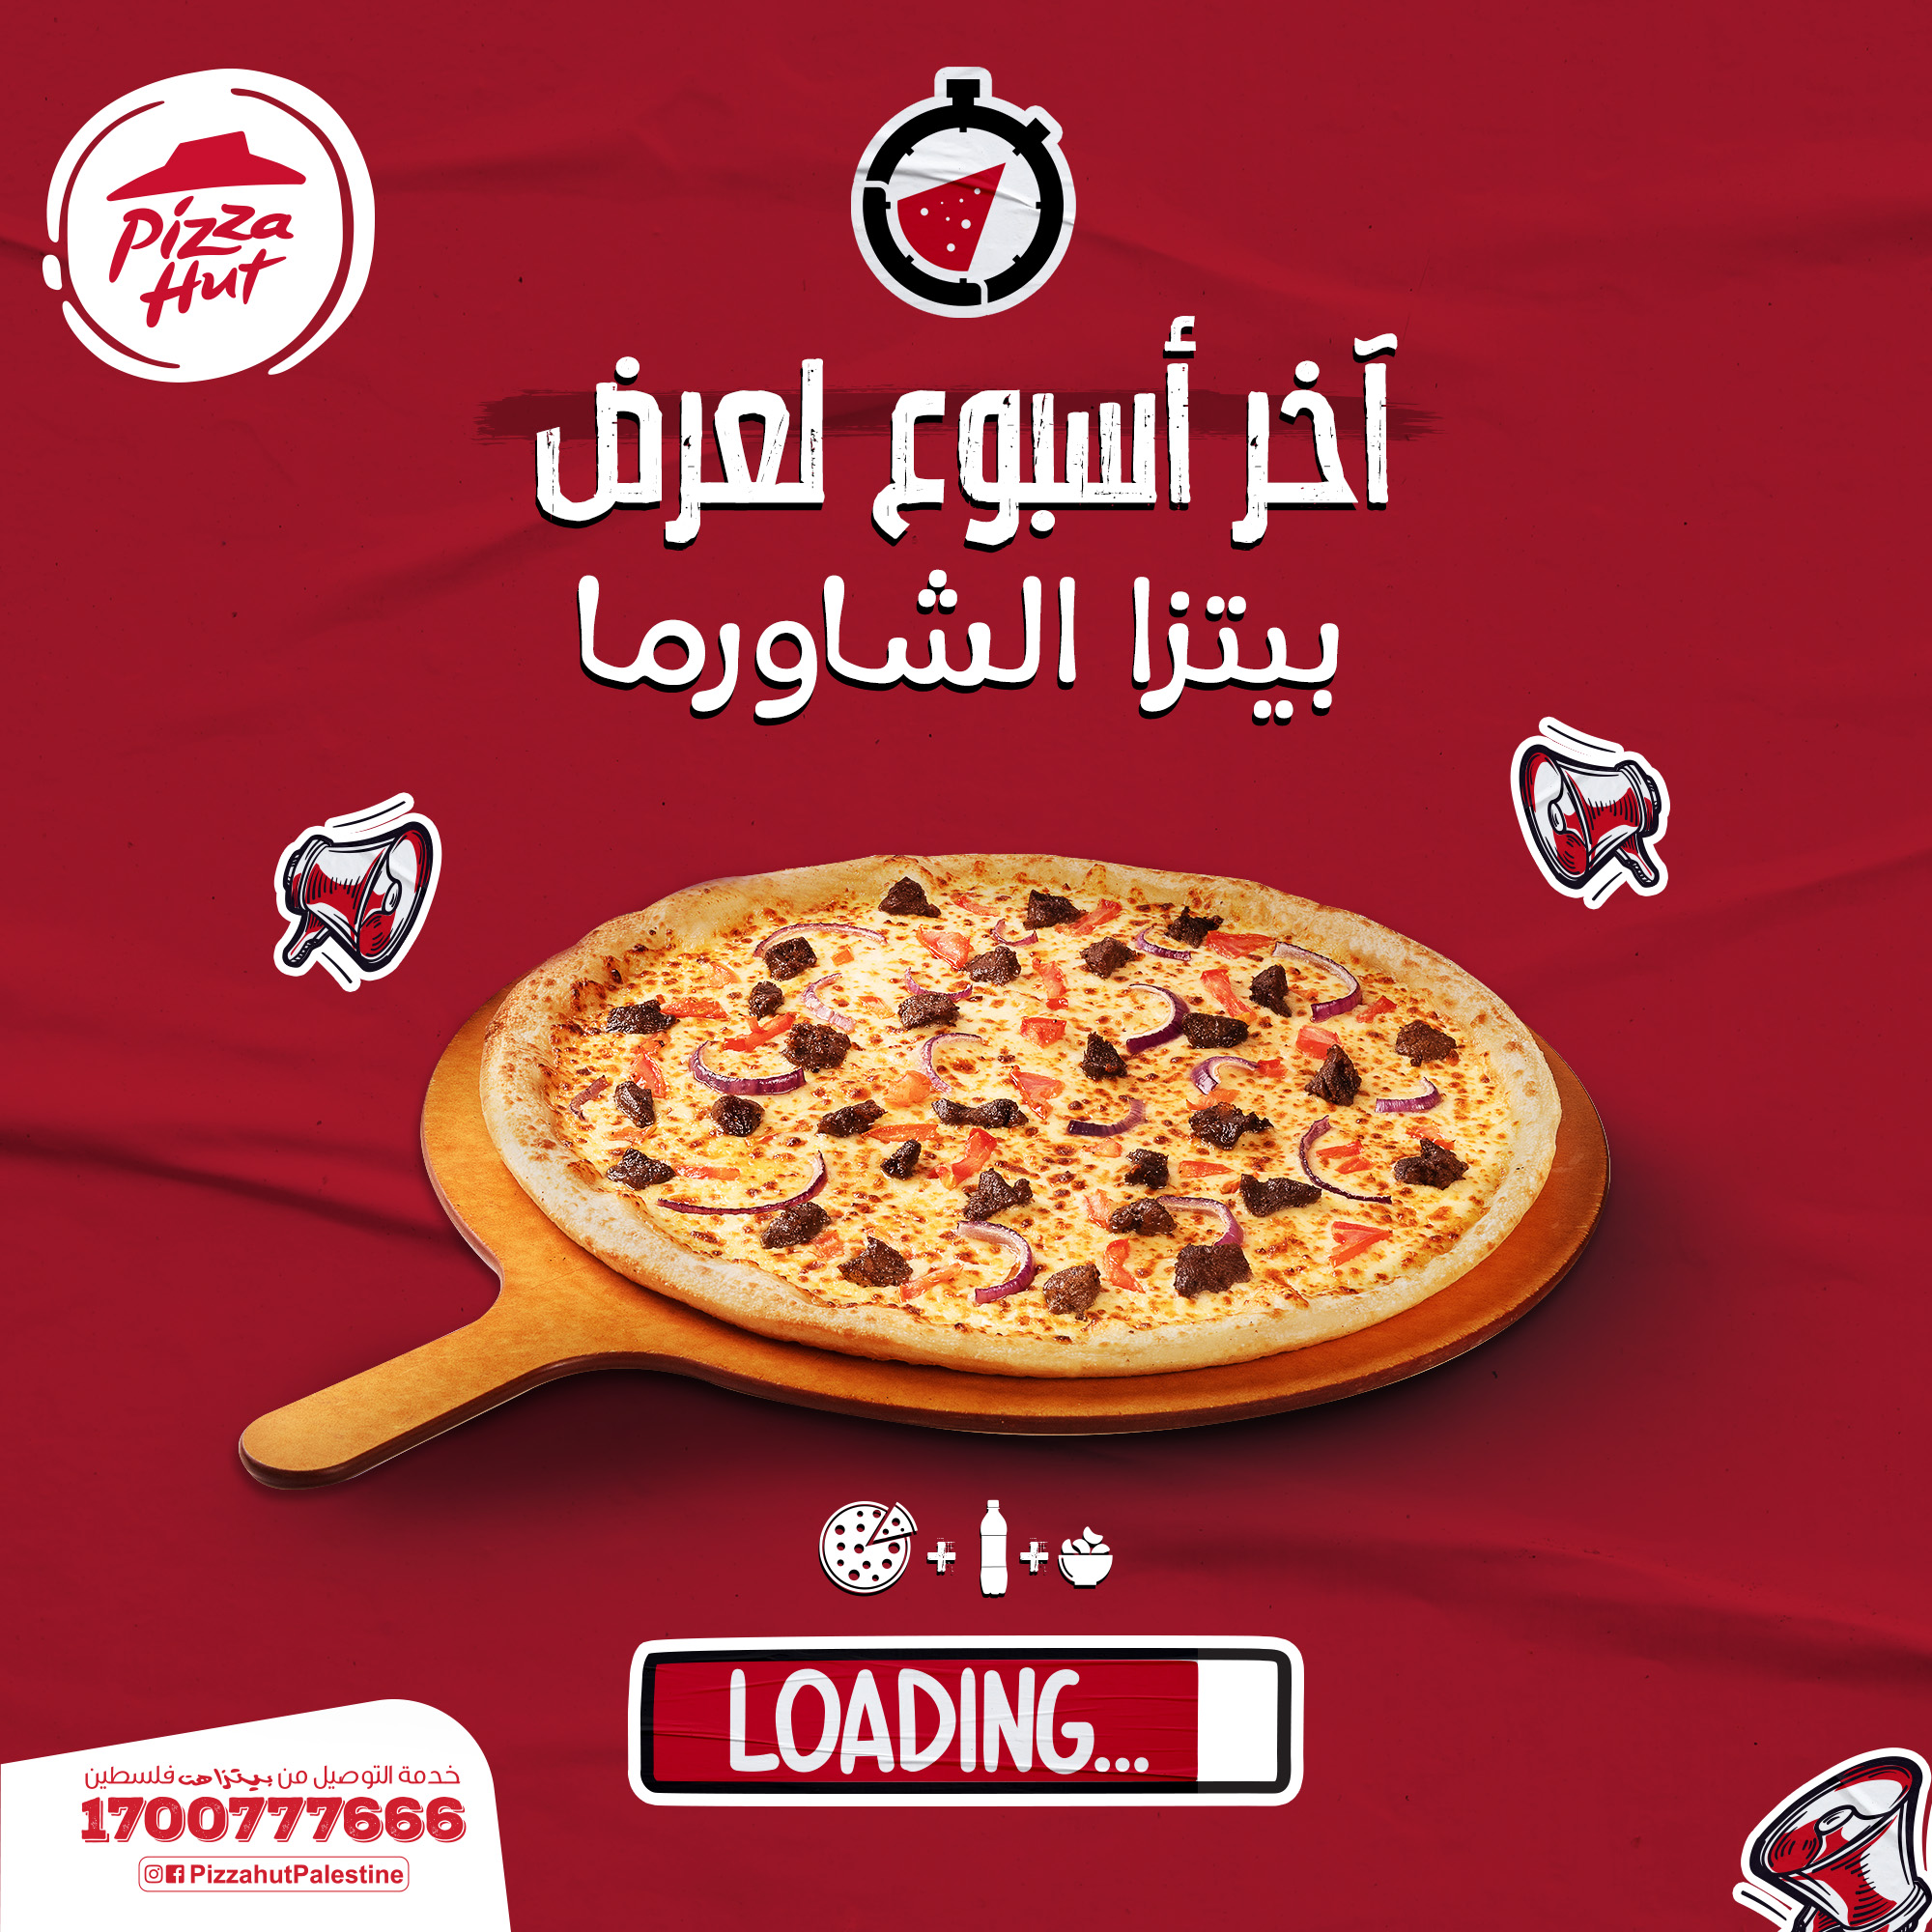 Pizza
Hut
آخر أسبوع لعرض
بيتزا الشاورما
LOADING...
خدمة التوصيل من بيتزا هت فلسطين
1700777666
PizzahutPalestine